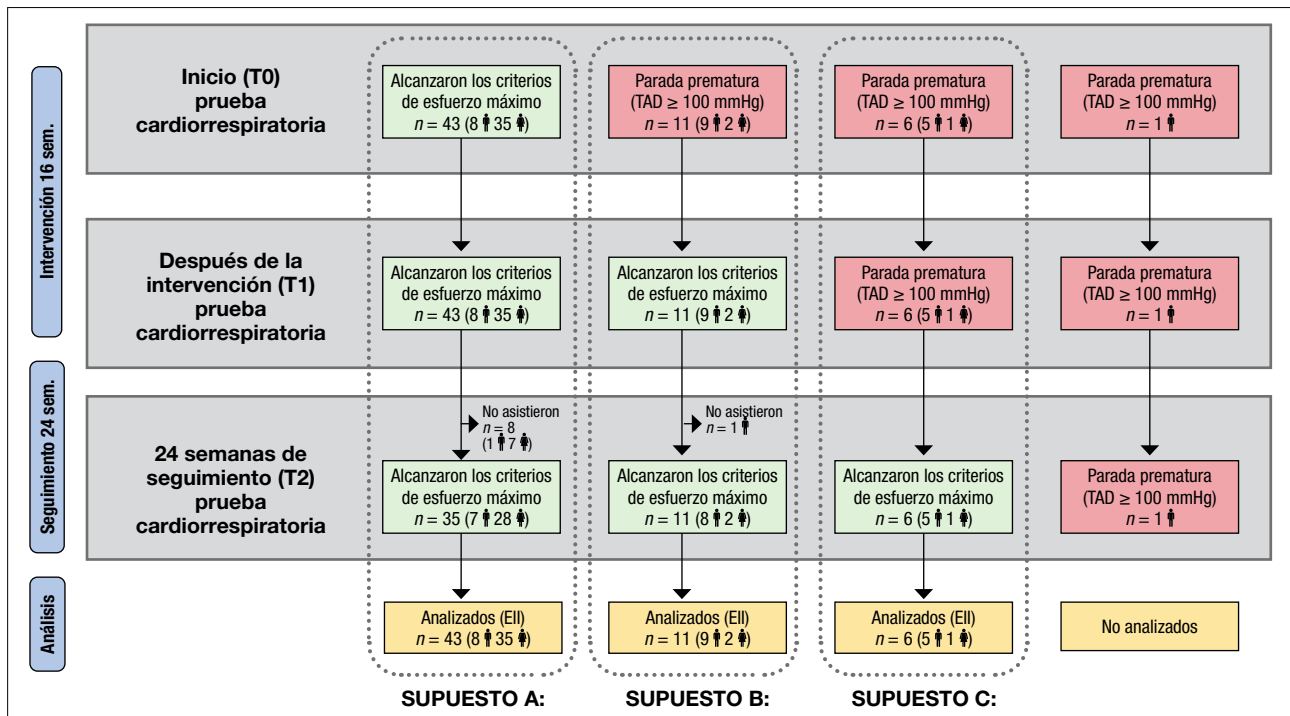 Intervención 16 sem.
Seguimiento 24 sem.
Análisis
Inicio (T0)
prueba
cardiorrespiratoria
Alcanzaron los criterios
de esfuerzo máximo
n = 43 (8 35)
Parada prematura
(TAD ≥ 100 mmHg)
n = 11 (9 2)
Parada prematura
(TAD ≥ 100 mmHg)
n = 6 (5 1)
Parada prematura
(TAD ≥ 100 mmHg)
n = 1
Después de la
intervención (T1)
prueba
cardiorrespiratoria
Alcanzaron los criterios
de esfuerzo máximo
n = 43 (8 35)
Alcanzaron los criterios
de esfuerzo máximo
n = 11 (9 2)
Parada prematura
(TAD ≥ 100 mmHg)
n = 6 (5 1)
Parada prematura
(TAD ≥ 100 mmHg)
n = 1
No asistieron
n = 8
(1 7)
No asistieron
n = 1
24 semanas de
seguimiento (T2)
prueba
cardiorrespiratoria
Alcanzaron los criterios
de esfuerzo máximo
n = 35 (7 28)
Alcanzaron los criterios
de esfuerzo máximo
n = 11 (8 2)
Alcanzaron los criterios
de esfuerzo máximo
n = 6 (5 1)
Parada prematura
(TAD ≥ 100 mmHg)
n = 1
Analizados (EII)
n = 43 (8 35)
Analizados (EII)
n = 11 (9 2)
Analizados (EII)
n = 6 (5 1)
No analizados
SUPUESTO A:
SUPUESTO B:
SUPUESTO C: